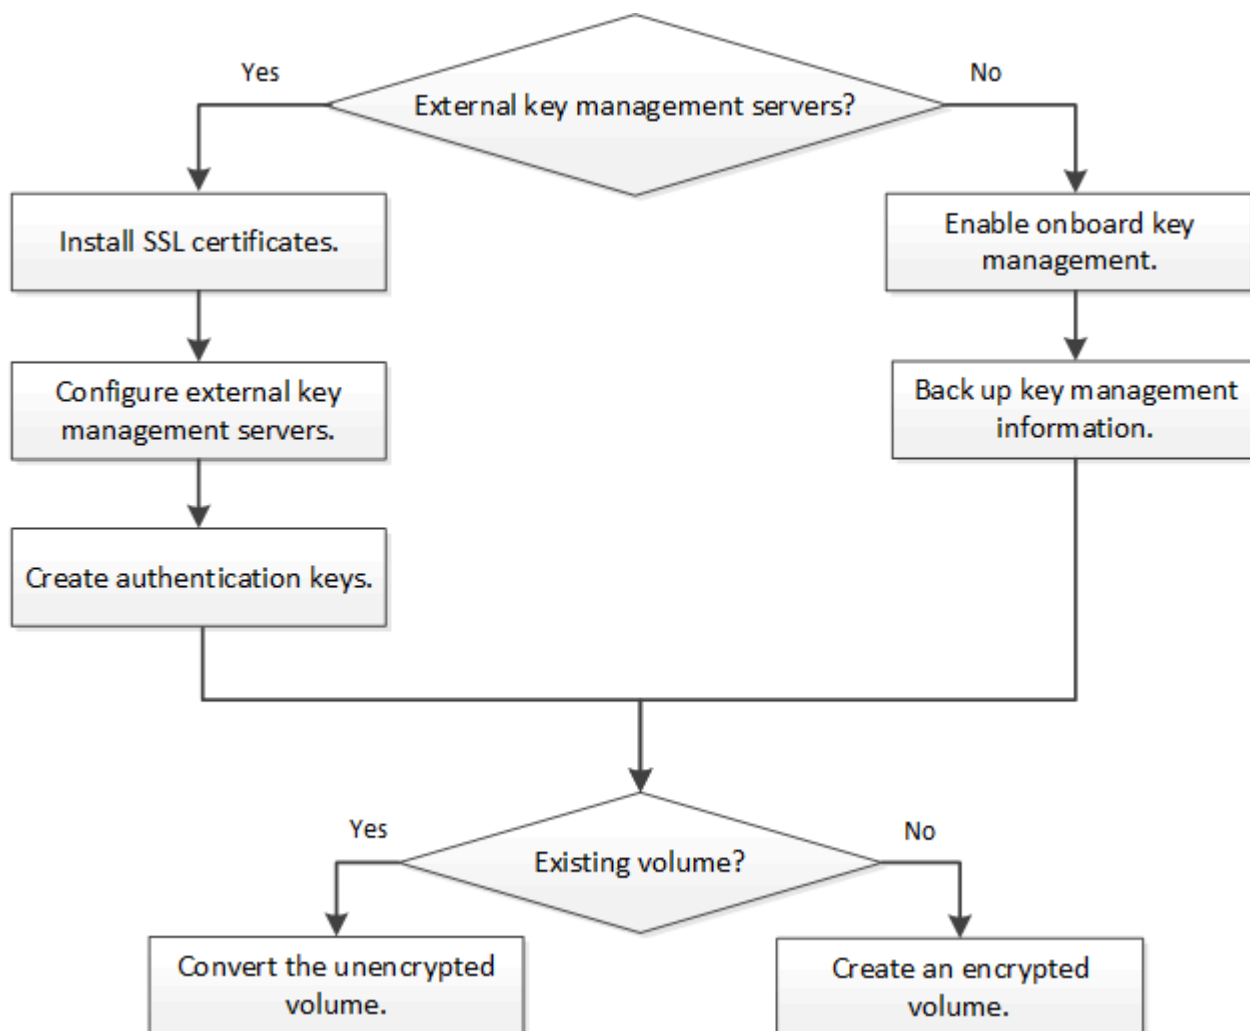 Yes
No
External key management servers?
Install SSL certificates.
Enable onboard key
management.
Configure external key
management servers.
Back up key management
information.
Create authentication keys.
Yes
No
Existing volume?
Convert the unencrypted
volume.
Create an encrypted
volume.